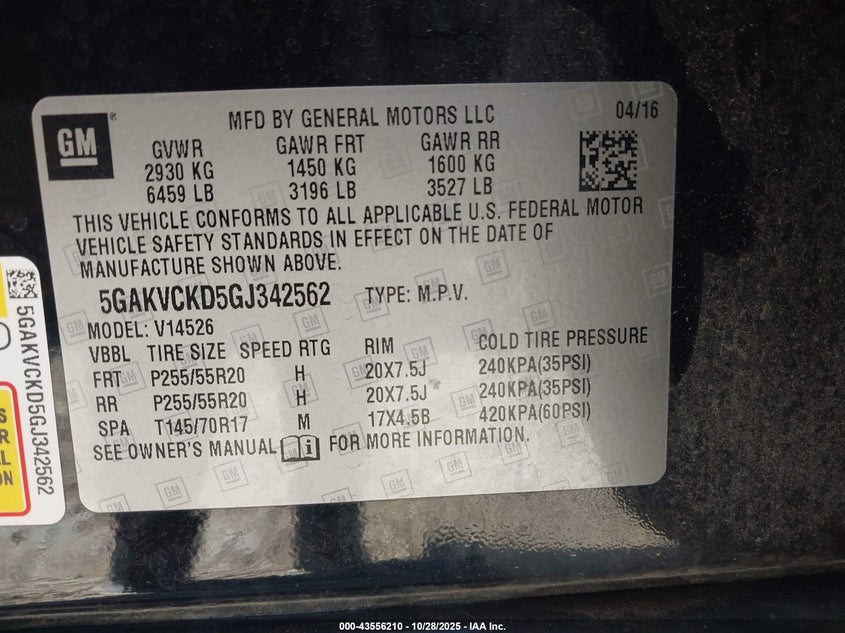 GM
MFD BY GENERAL MOTORS LLC
04/16
GVWR GAWR FRT GAWR RR
2930 KG 1450 KG 1600 KG
6459 LB 3196 LB 3527 LB
THIS VEHICLE CONFORMS TO ALL APPLICABLE U.S. FEDERAL MOTOR
VEHICLE SAFETY STANDARDS IN EFFECT ON THE DATE OF
MANUFACTURE SHOWN ABOVE.
5GAKVCKD5GJ342562 TYPE: M.P.V.
MODEL: V14526
VBBL TIRE SIZE SPEED RTG RIM COLD TIRE PRESSURE
FRT P255/55R20 H 20X7.5J 240KPA(35PSI)
RR P255/55R20 H 20X7.5J 240KPA(35PSI)
SPA T145/70R17 M 17X4.5B 420KPA(60PSI)
SEE OWNER'S MANUAL FOR MORE INFORMATION.
5GAKVCKD5GJ342562
000-43556210 - 10/28/2025 - IAA Inc.